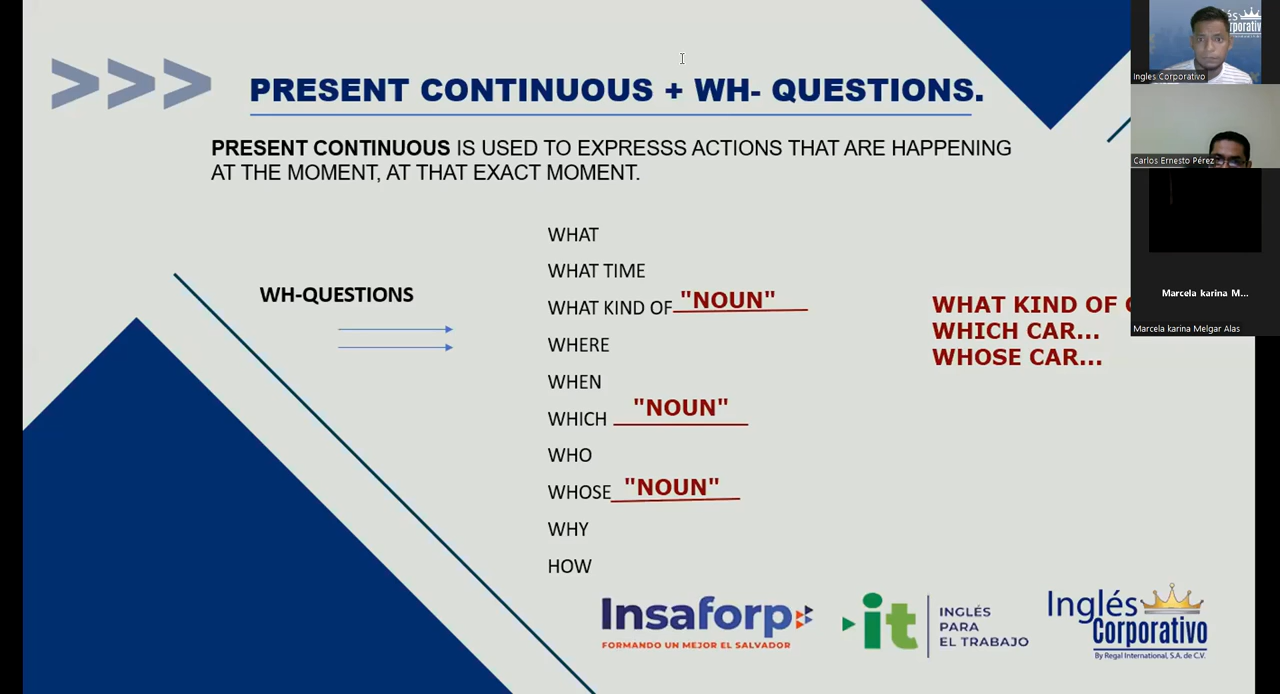 PRESENT CONTINUOUS + WH- QUESTIONS.
PRESENT CONTINUOUS IS USED TO EXPRESSS ACTIONS THAT ARE HAPPENING
AT THE MOMENT, AT THAT EXACT MOMENT.
WH-QUESTIONS
WHAT
WHAT TIME
WHAT KIND OF "NOUN"
WHERE
WHEN
WHICH "NOUN"
WHO
WHOSE "NOUN"
WHY
HOW
WHAT KIND OF
WHICH CAR...
WHOSE CAR...
Insaforp
FORMANDO UN MEJOR EL SALVADOR
it
INGLÉS
PARA
EL TRABAJO
Inglés
Corporativo
By Regal International, S.A. de C.V.
Ingles Corporativo
Carlos Ernesto Pérez
Marcela karina M...
Marcela karina Melgar Alas